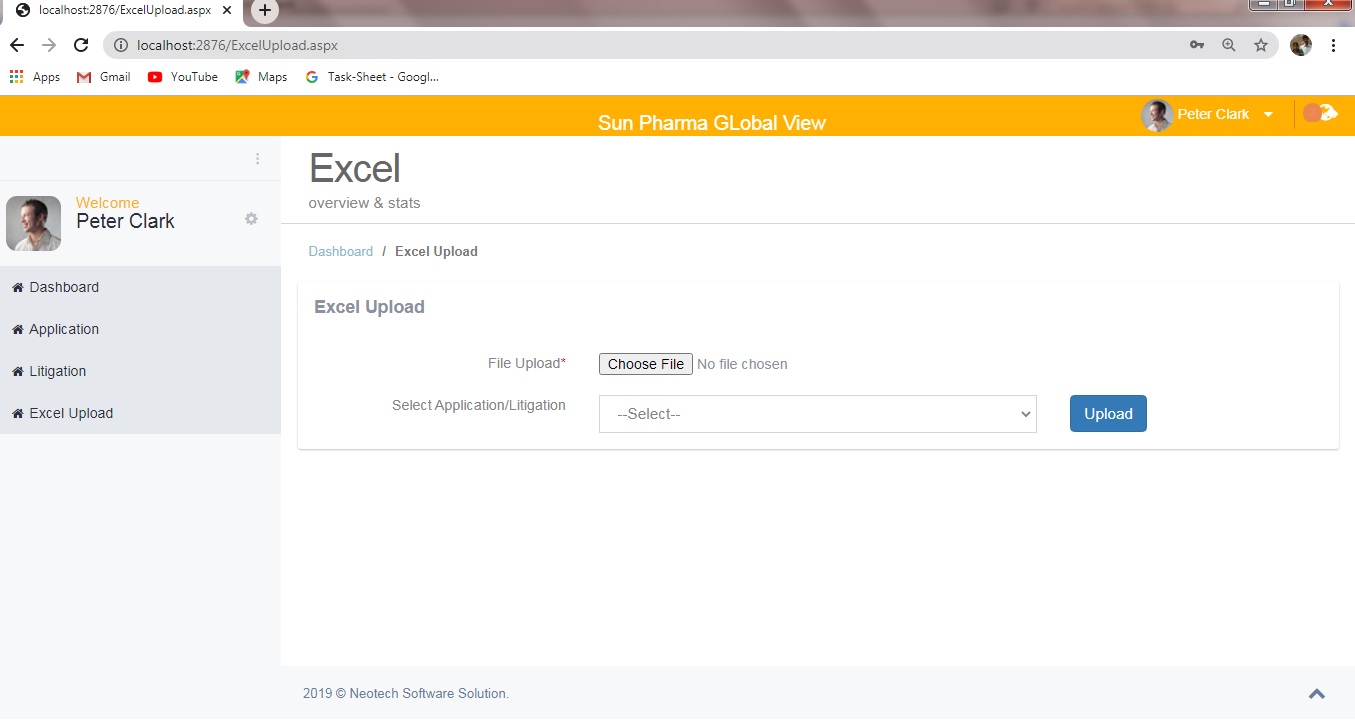 localhost:2876/ExcelUpload.aspx
localhost:2876/ExcelUpload.aspx
Apps Gmail YouTube Maps Task-Sheet - Googl...
Sun Pharma GLobal View
Peter Clark
Welcome
Peter Clark
Dashboard
Application
Litigation
Excel Upload
Excel
overview & stats
Dashboard / Excel Upload
Excel Upload
File Upload* Choose File No file chosen
Select Application/Litigation --Select-- Upload
2019 © Neotech Software Solution.